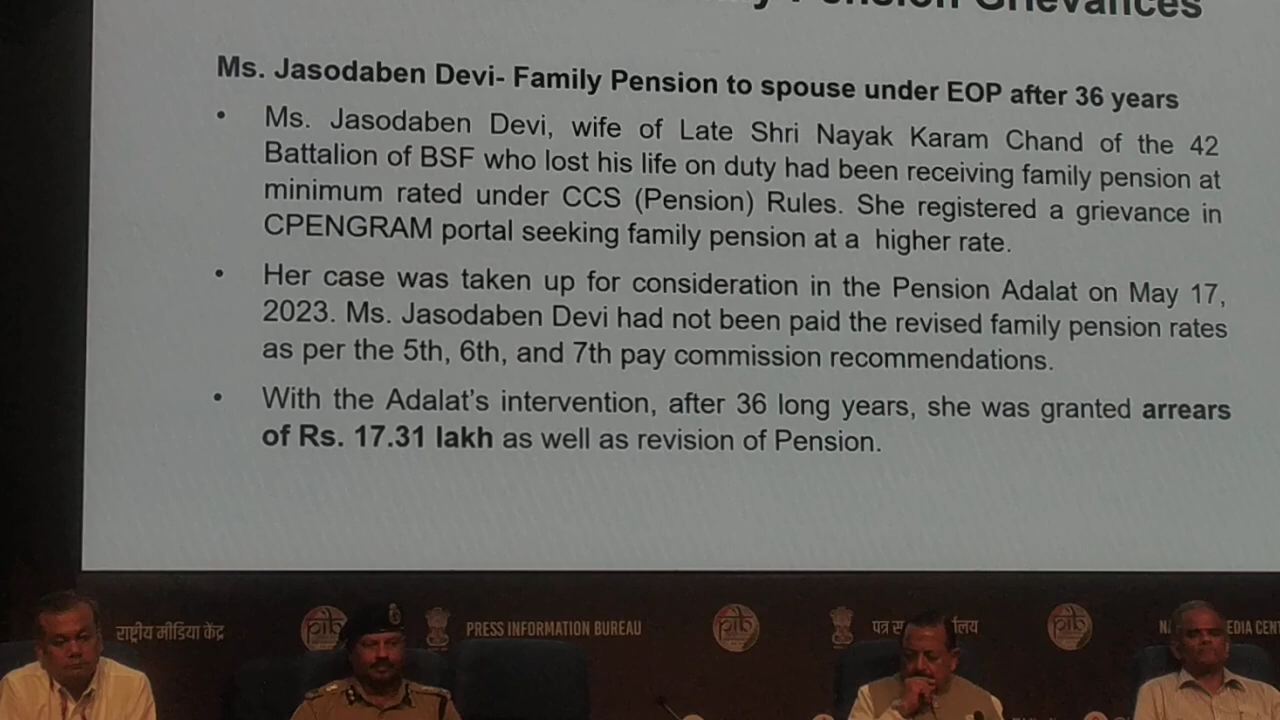 Pension Grievances
Ms. Jasodaben Devi- Family Pension to spouse under EOP after 36 years
• Ms. Jasodaben Devi, wife of Late Shri Nayak Karam Chand of the 42
Battalion of BSF who lost his life on duty had been receiving family pension at
minimum rated under CCS (Pension) Rules. She registered a grievance in
CPENGRAM portal seeking family pension at a higher rate.
• Her case was taken up for consideration in the Pension Adalat on May 17,
2023. Ms. Jasodaben Devi had not been paid the revised family pension rates
as per the 5th, 6th, and 7th pay commission recommendations.
• With the Adalat's intervention, after 36 long years, she was granted arrears
of Rs. 17.31 lakh as well as revision of Pension.
राष्ट्रीय मीडिया केंद्र
pib
PRESS INFORMATION BUREAU
pib
पत्र
pib